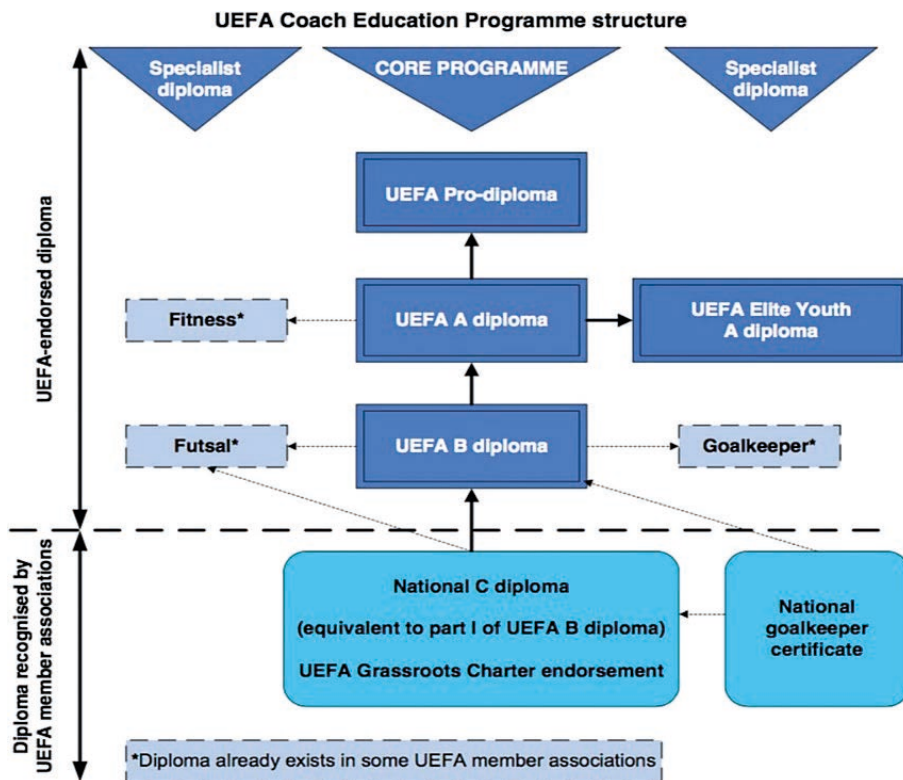 UEFA Coach Education Programme structure
Specialist
diploma
CORE PROGRAMME
Specialist
diploma
UEFA-endorsed diploma
UEFA Pro-diploma
Fitness*
UEFA A diploma
UEFA Elite Youth
A diploma
Futsal*
UEFA B diploma
Goalkeeper*
Diploma recognised by
UEFA member associations
National C diploma
(equivalent to part I of UEFA B diploma)
UEFA Grassroots Charter endorsement
National
goalkeeper
certificate
*Diploma already exists in some UEFA member associations